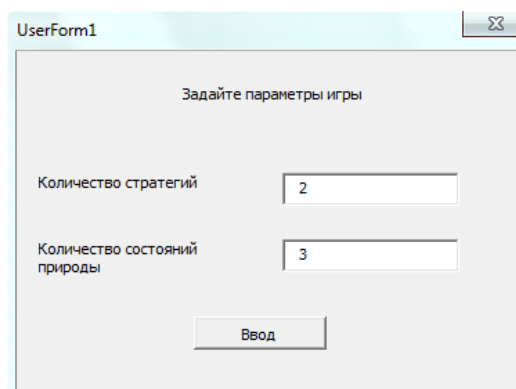 UserForm1
Задайте параметры игры
Количество стратегий
2
Количество состояний
природы
3
Ввод